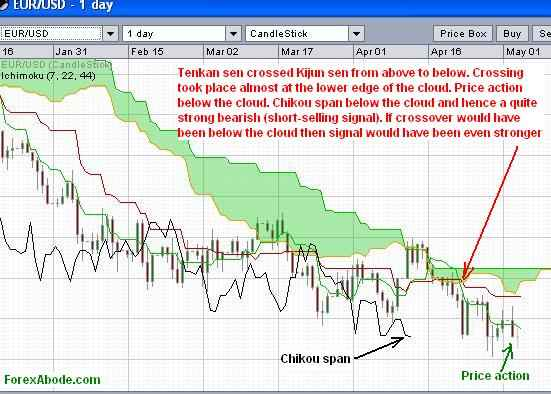 EUR/USD - 1 day
EUR/USD 1 day CandleStick Price Box Buy
16 Jan 31 Feb 15 Mar 02 Mar 17 Apr 01 Apr 16 May 01
EUR/USD (CandleStick)
Ichimoku (7, 22, 44)
Tenkan sen crossed Kijun sen from above to below. Crossing
took place almost at the lower edge of the cloud. Price action
below the cloud. Chikou span below the cloud and hence a quite
strong bearish (short-selling signal). If crossover would have
been below the cloud then signal would have been even stronger
Chikou span
Price action
ForexAbode.com